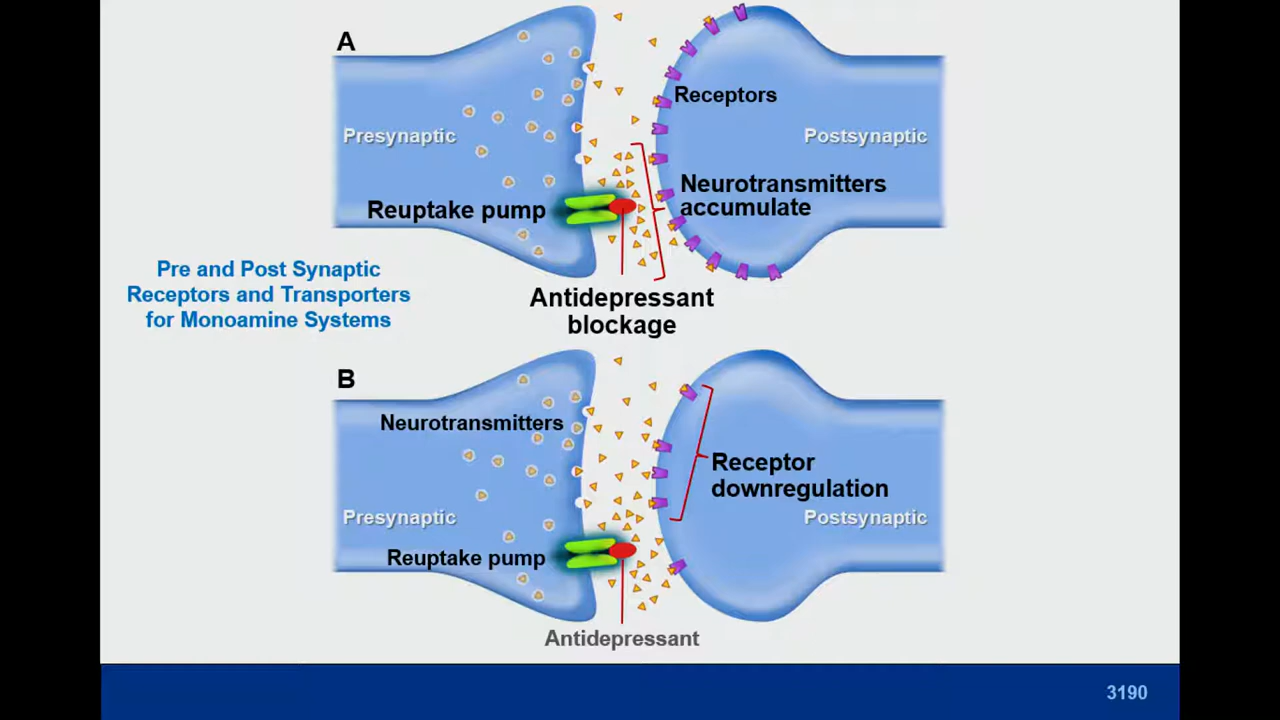 A
Receptors
Presynaptic
Postsynaptic
Neurotransmitters
accumulate
Reuptake pump
Pre and Post Synaptic
Receptors and Transporters
for Monoamine Systems
Antidepressant
blockage
B
Neurotransmitters
Receptor
downregulation
Presynaptic
Postsynaptic
Reuptake pump
Antidepressant
3190